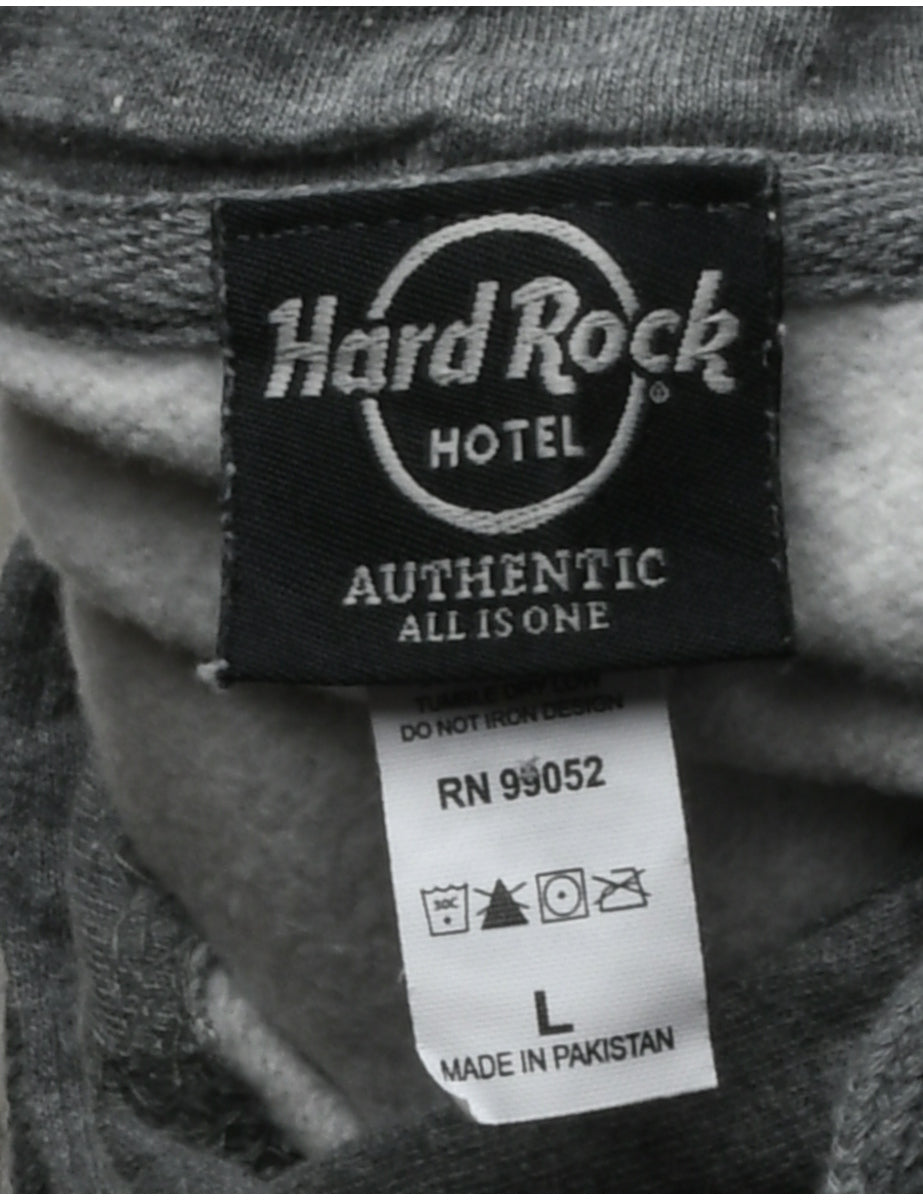 Hard Rock
HOTEL
AUTHENTIC
ALL IS ONE
TUMBLE DRY LOW
DO NOT IRON DESIGN
RN 99052
30C
L
MADE IN PAKISTAN